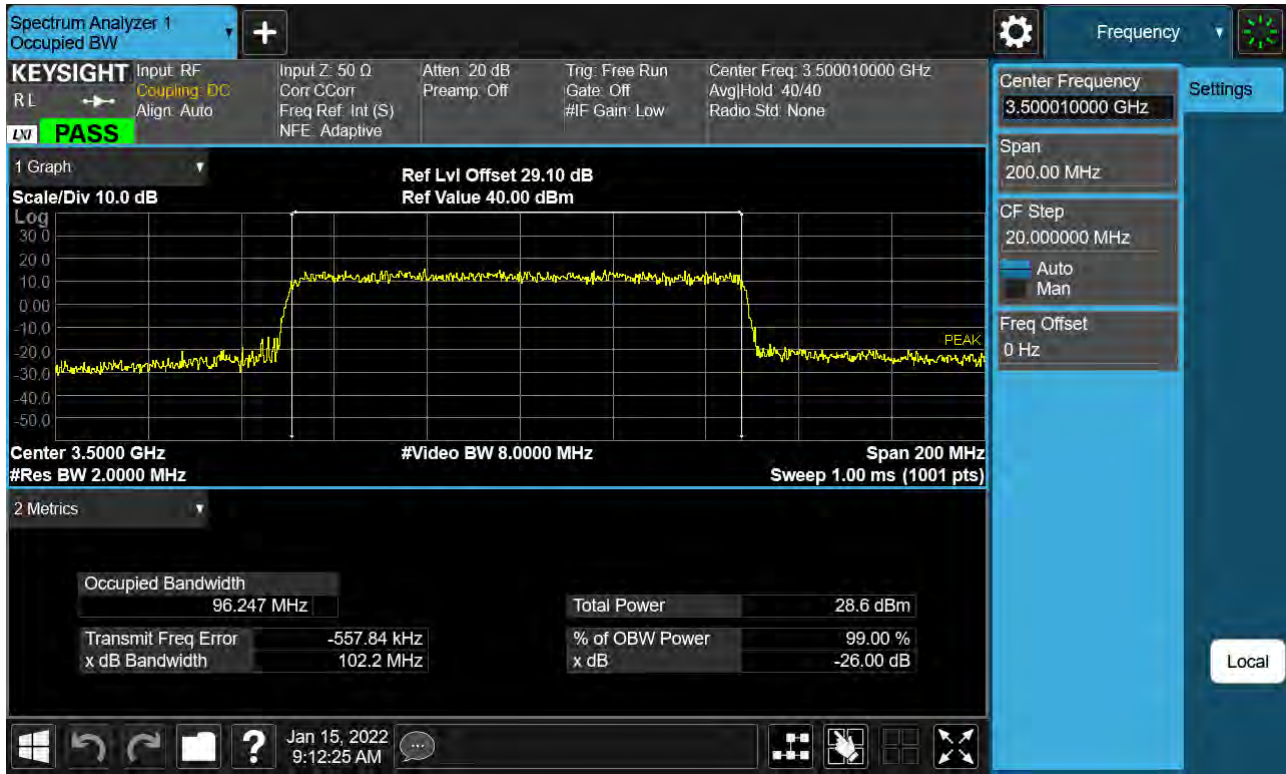 Spectrum Analyzer 1
Occupied BW
+
Frequency
KEYSIGHT
RL
LXI PASS
Input: RF
Coupling: DC
Align: Auto
Input Z: 50 Ω
Corr CCorr
Freq Ref: Int (S)
NFE: Adaptive
Atten: 20 dB
Preamp: Off
Trig: Free Run
Gate: Off
#IF Gain: Low
Center Freq: 3.500010000 GHz
Avg|Hold: 40/40
Radio Std: None
Center Frequency
3.500010000 GHz
Settings
Span
200.00 MHz
CF Step
20.000000 MHz
Auto
Man
Freq Offset
0 Hz
1 Graph
Scale/Div 10.0 dB
Ref Lvl Offset 29.10 dB
Ref Value 40.00 dBm
Log
30.0
20.0
10.0
0.00
-10.0
-20.0
-30.0
-40.0
-50.0
PEAK
Center 3.5000 GHz
#Video BW 8.0000 MHz
Span 200 MHz
#Res BW 2.0000 MHz
Sweep 1.00 ms (1001 pts)
2 Metrics
Occupied Bandwidth
96.247 MHz
Transmit Freq Error -557.84 kHz
x dB Bandwidth 102.2 MHz
Total Power 28.6 dBm
% of OBW Power 99.00 %
x dB -26.00 dB
Local
?
Jan 15, 2022
9:12:25 AM